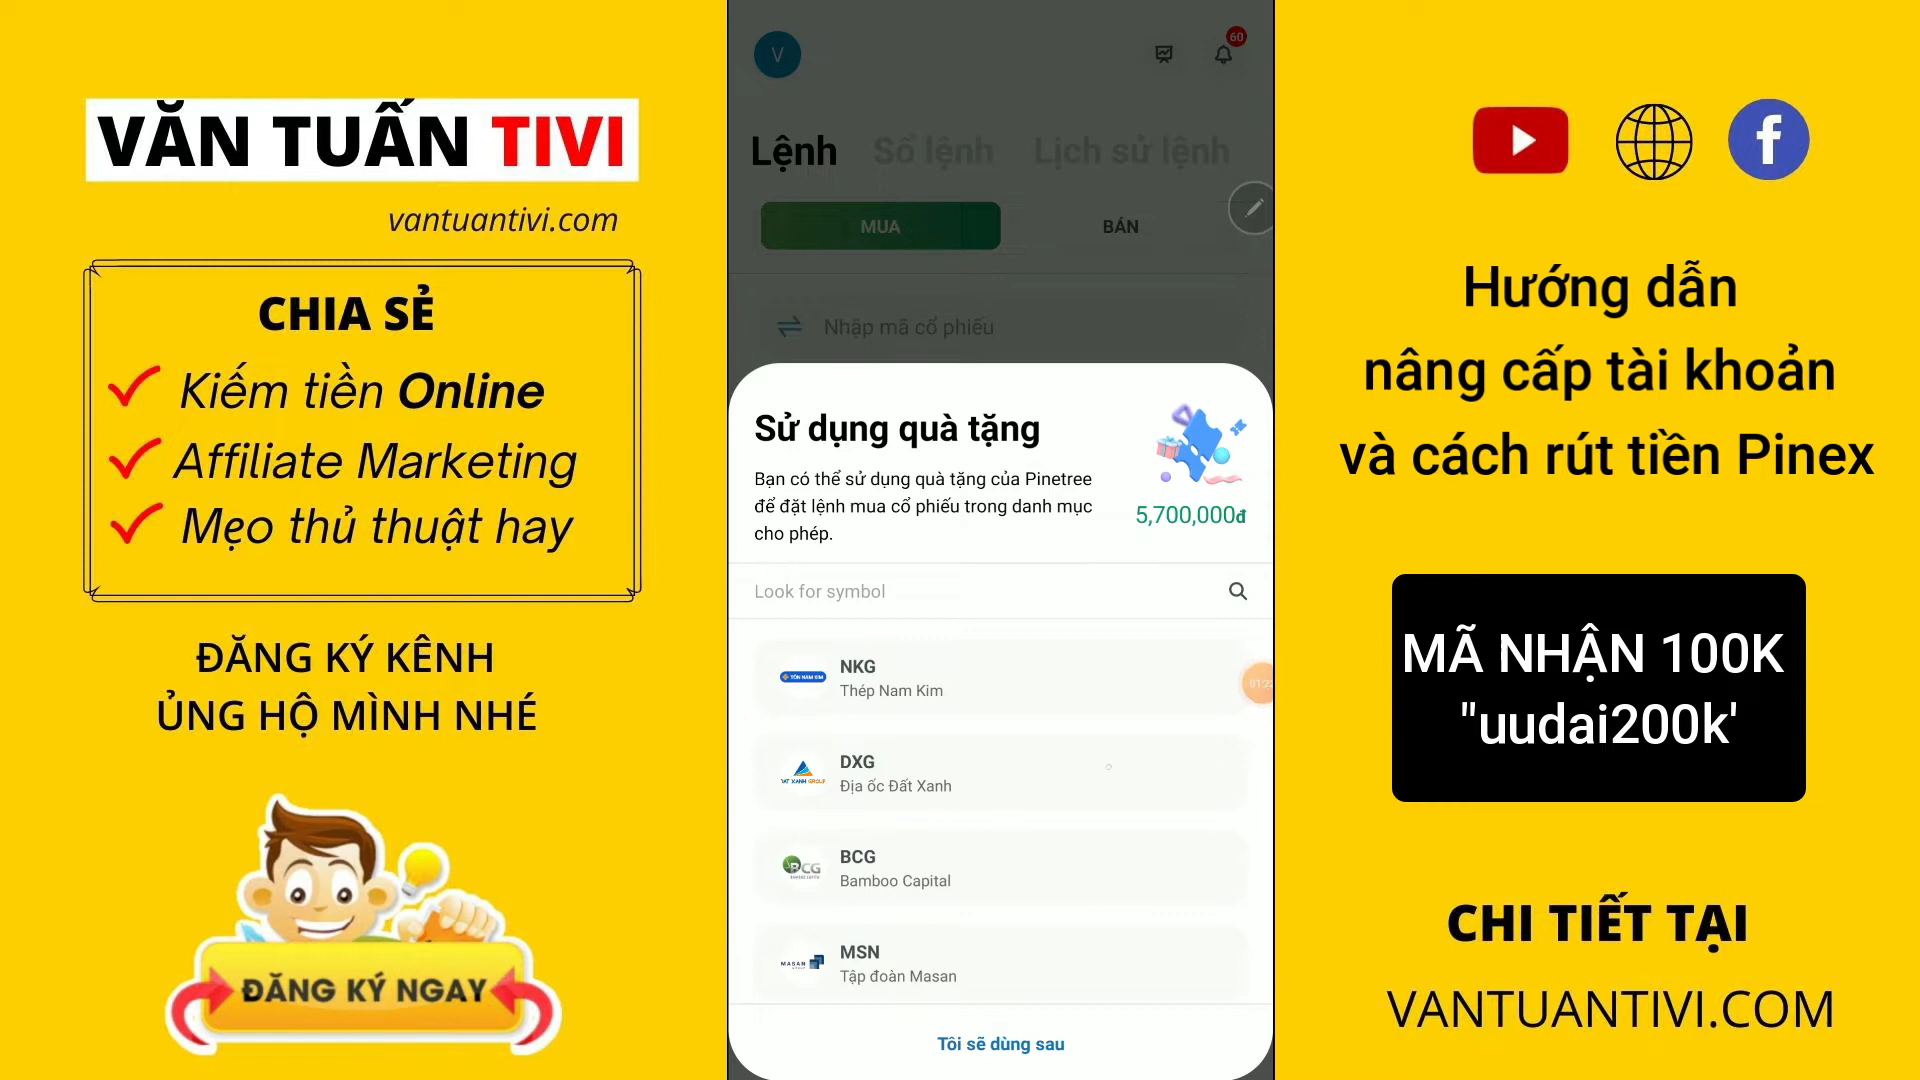 VĂN TUẤN TIVI
vantuantivi.com
CHIA SẺ
Kiếm tiền Online
Affiliate Marketing
Mẹo thủ thuật hay
ĐĂNG KÝ KÊNH
ỦNG HỘ MÌNH NHÉ
ĐĂNG KÝ NGAY
V
60
Lệnh Sổ lệnh Lịch sử lệnh
MUA BÁN
Nhập mã cổ phiếu
Sử dụng quà tặng
Bạn có thể sử dụng quà tặng của Pinetree
để đặt lệnh mua cổ phiếu trong danh mục
cho phép.
5,700,000đ
Look for symbol
TÔN NAM KIM
NKG
Thép Nam Kim
DXG
Địa ốc Đất Xanh
BCG
BCG
Bamboo Capital
MASAN
MSN
Tập đoàn Masan
Tôi sẽ dùng sau
f
Hướng dẫn
nâng cấp tài khoản
và cách rút tiền Pinex
MÃ NHẬN 100K
"uudai200k'
CHI TIẾT TẠI
VANTUANTIVI.COM